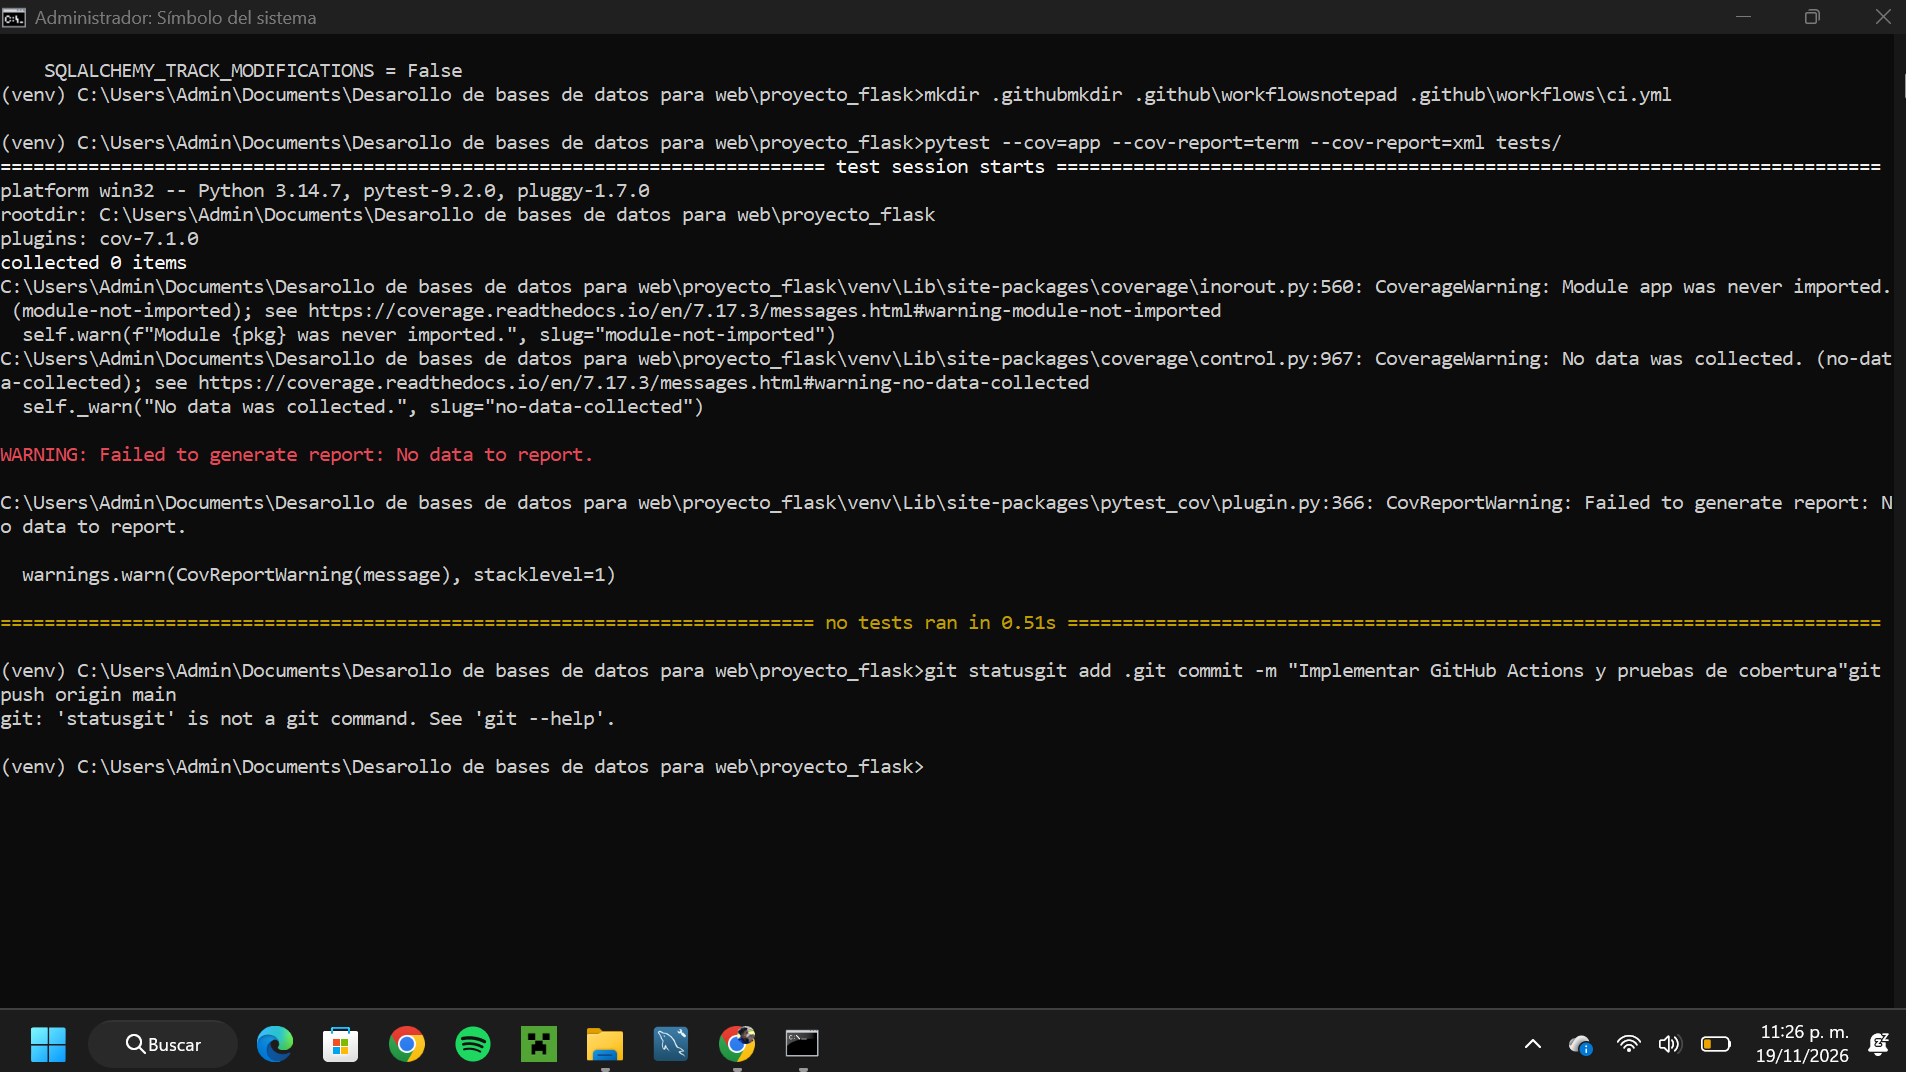 Administrador: Símbolo del sistema
SQLALCHEMY_TRACK_MODIFICATIONS = False
(venv) C:\Users\Admin\Documents\Desarollo de bases de datos para web\proyecto_flask>mkdir .githubmkdir .github\workflowsnotepad .github\workflows\ci.yml
(venv) C:\Users\Admin\Documents\Desarollo de bases de datos para web\proyecto_flask>pytest --cov=app --cov-report=term --cov-report=xml tests/
=========================================================================== test session starts ===========================================================================
platform win32 -- Python 3.14.7, pytest-9.2.0, pluggy-1.7.0
rootdir: C:\Users\Admin\Documents\Desarollo de bases de datos para web\proyecto_flask
plugins: cov-7.1.0
collected 0 items
C:\Users\Admin\Documents\Desarollo de bases de datos para web\proyecto_flask\venv\Lib\site-packages\coverage\inorout.py:560: CoverageWarning: Module app was never imported.
(module-not-imported); see https://coverage.readthedocs.io/en/7.17.3/messages.html#warning-module-not-imported
self.warn(f"Module {pkg} was never imported.", slug="module-not-imported")
C:\Users\Admin\Documents\Desarollo de bases de datos para web\proyecto_flask\venv\Lib\site-packages\coverage\control.py:967: CoverageWarning: No data was collected. (no-dat
a-collected); see https://coverage.readthedocs.io/en/7.17.3/messages.html#warning-no-data-collected
self._warn("No data was collected.", slug="no-data-collected")
WARNING: Failed to generate report: No data to report.
C:\Users\Admin\Documents\Desarollo de bases de datos para web\proyecto_flask\venv\Lib\site-packages\pytest_cov\plugin.py:366: CovReportWarning: Failed to generate report: N
o data to report.
warnings.warn(CovReportWarning(message), stacklevel=1)
========================================================================== no tests ran in 0.51s ==========================================================================
(venv) C:\Users\Admin\Documents\Desarollo de bases de datos para web\proyecto_flask>git statusgit add .git commit -m "Implementar GitHub Actions y pruebas de cobertura"git
push origin main
git: 'statusgit' is not a git command. See 'git --help'.
(venv) C:\Users\Admin\Documents\Desarollo de bases de datos para web\proyecto_flask>
Buscar
11:26 p. m.
19/11/2026